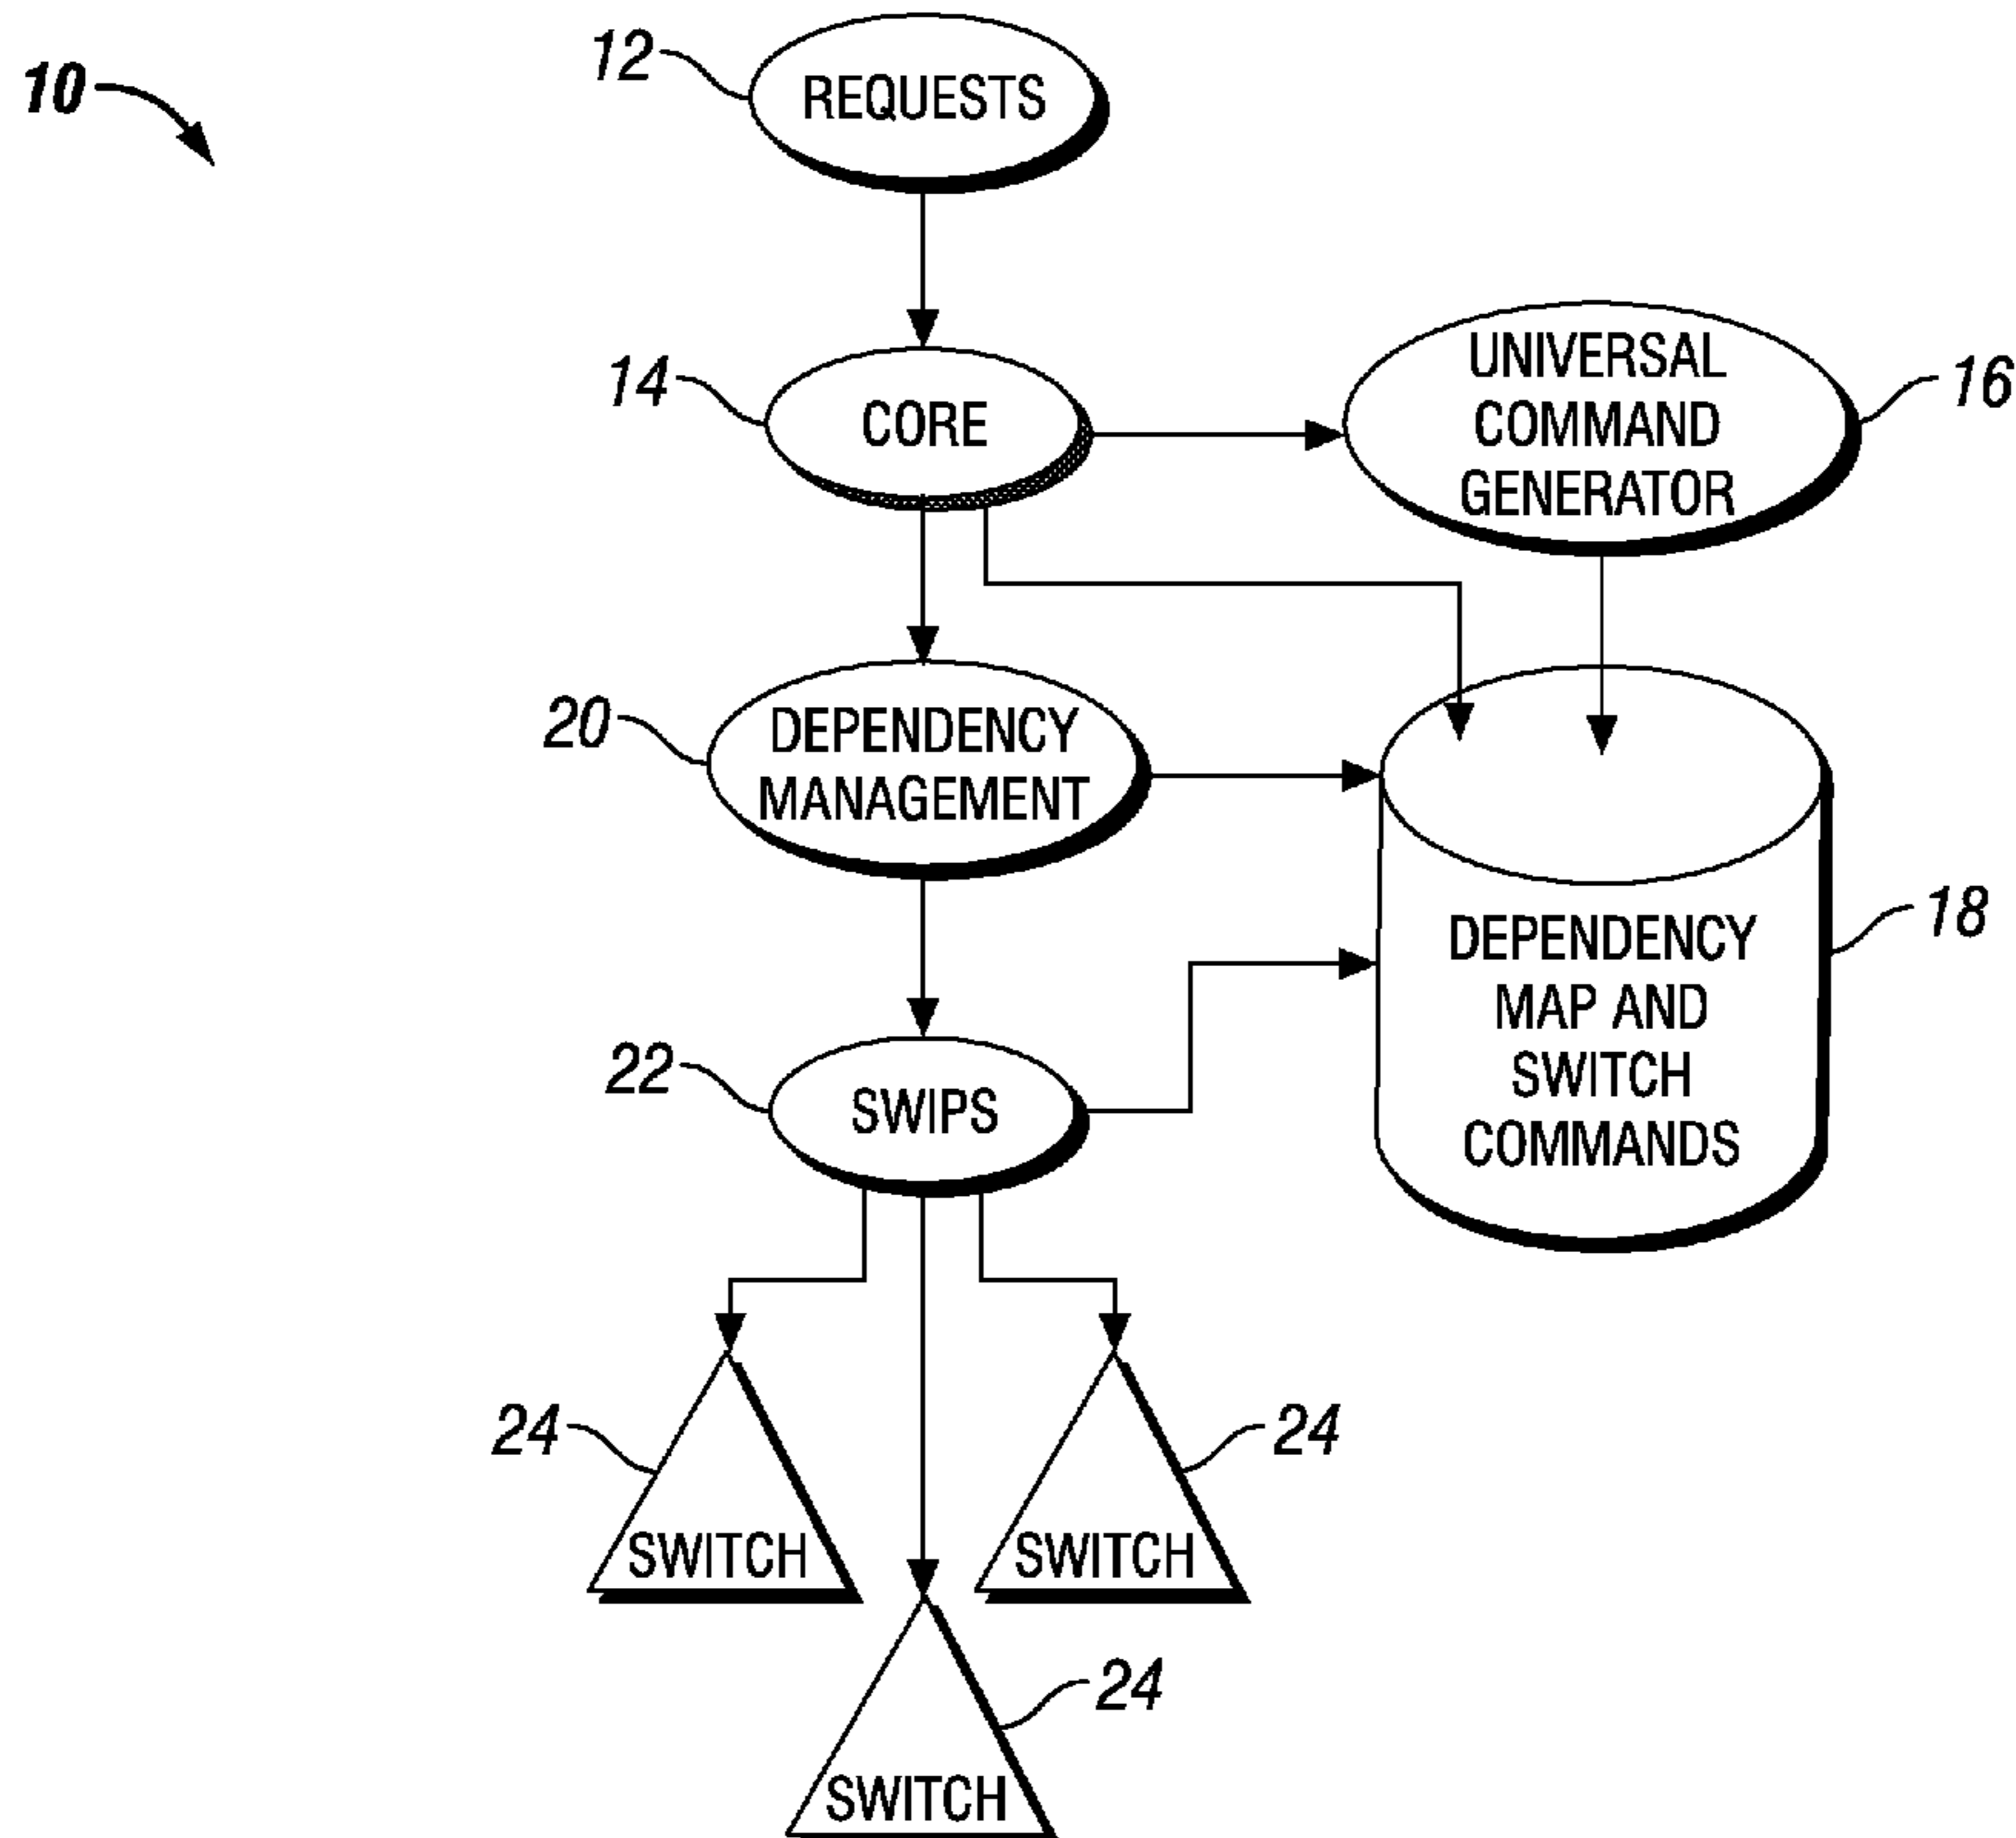 10
12
REQUESTS
14
CORE
UNIVERSAL
COMMAND
GENERATOR
16
20
DEPENDENCY
MANAGEMENT
DEPENDENCY
MAP AND
SWITCH
COMMANDS
18
22
SWIPS
24
SWITCH
24
SWITCH
24
SWITCH